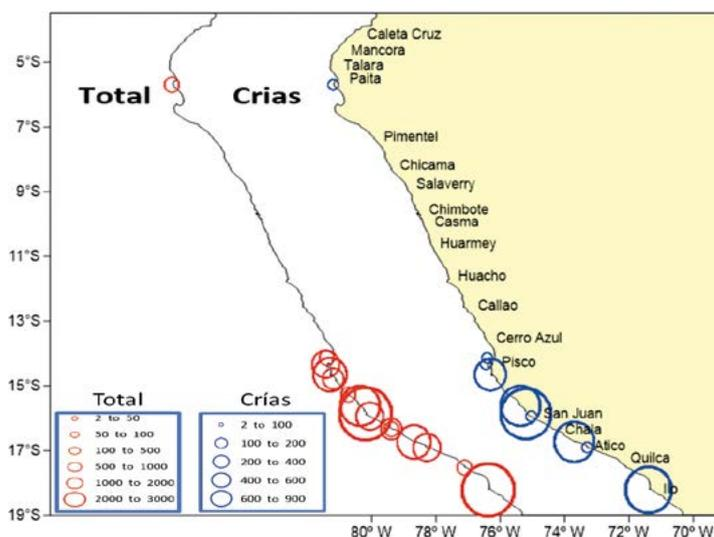 Caleta Cruz
5°S
Mancora
Talara
Paita
Total Crias
7°S
Pimentel
Chicama
9°S
Salaverry
Chimbote
Casma
Huarmey
11°S
Huacho
Callao
13°S
Cerro Azul
Pisco
15°S
Total
2 to 50
50 to 100
100 to 500
500 to 1000
1000 to 2000
2000 to 3000
Crías
2 to 100
100 to 200
200 to 400
400 to 600
600 to 900
San Juan
Chala
17°S
Atico
Quilca
Ilo
19°S
80° W 78° W 76° W 74° W 72° W 70° W